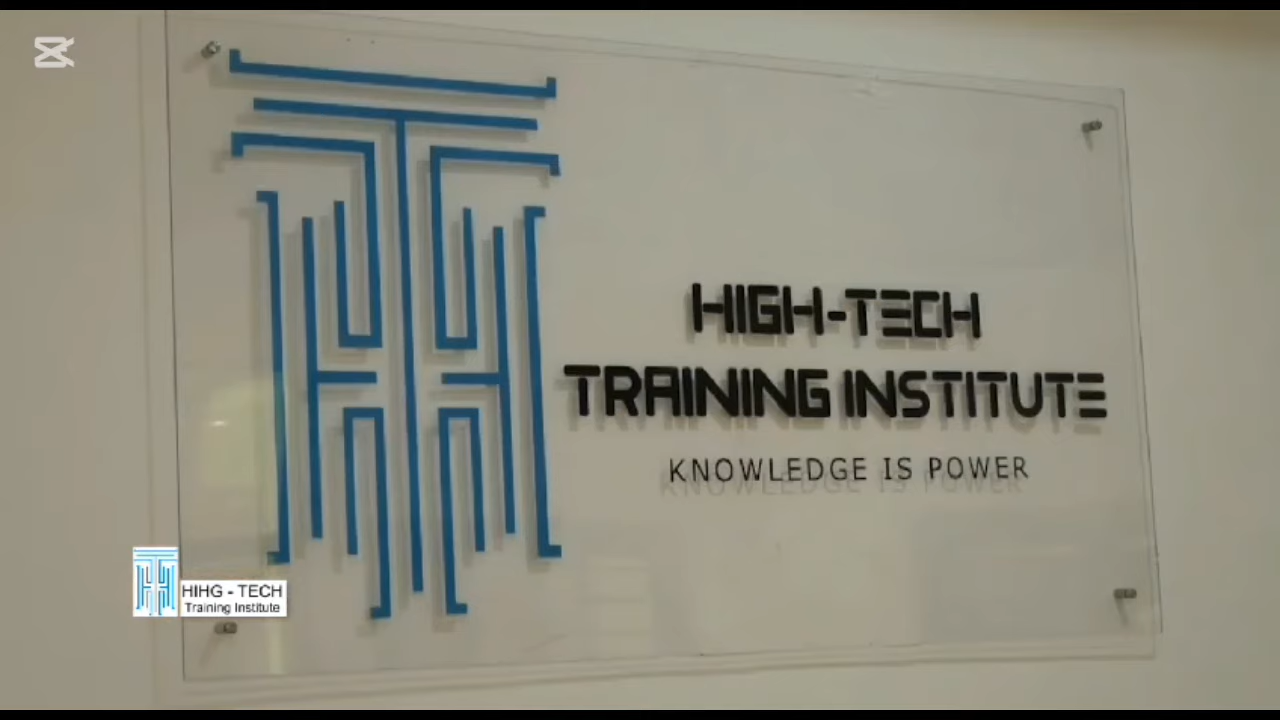 HIGH-TECH
TRAINING INSTITUTE
KNOWLEDGE IS POWER
HIHG - TECH
Training Institute